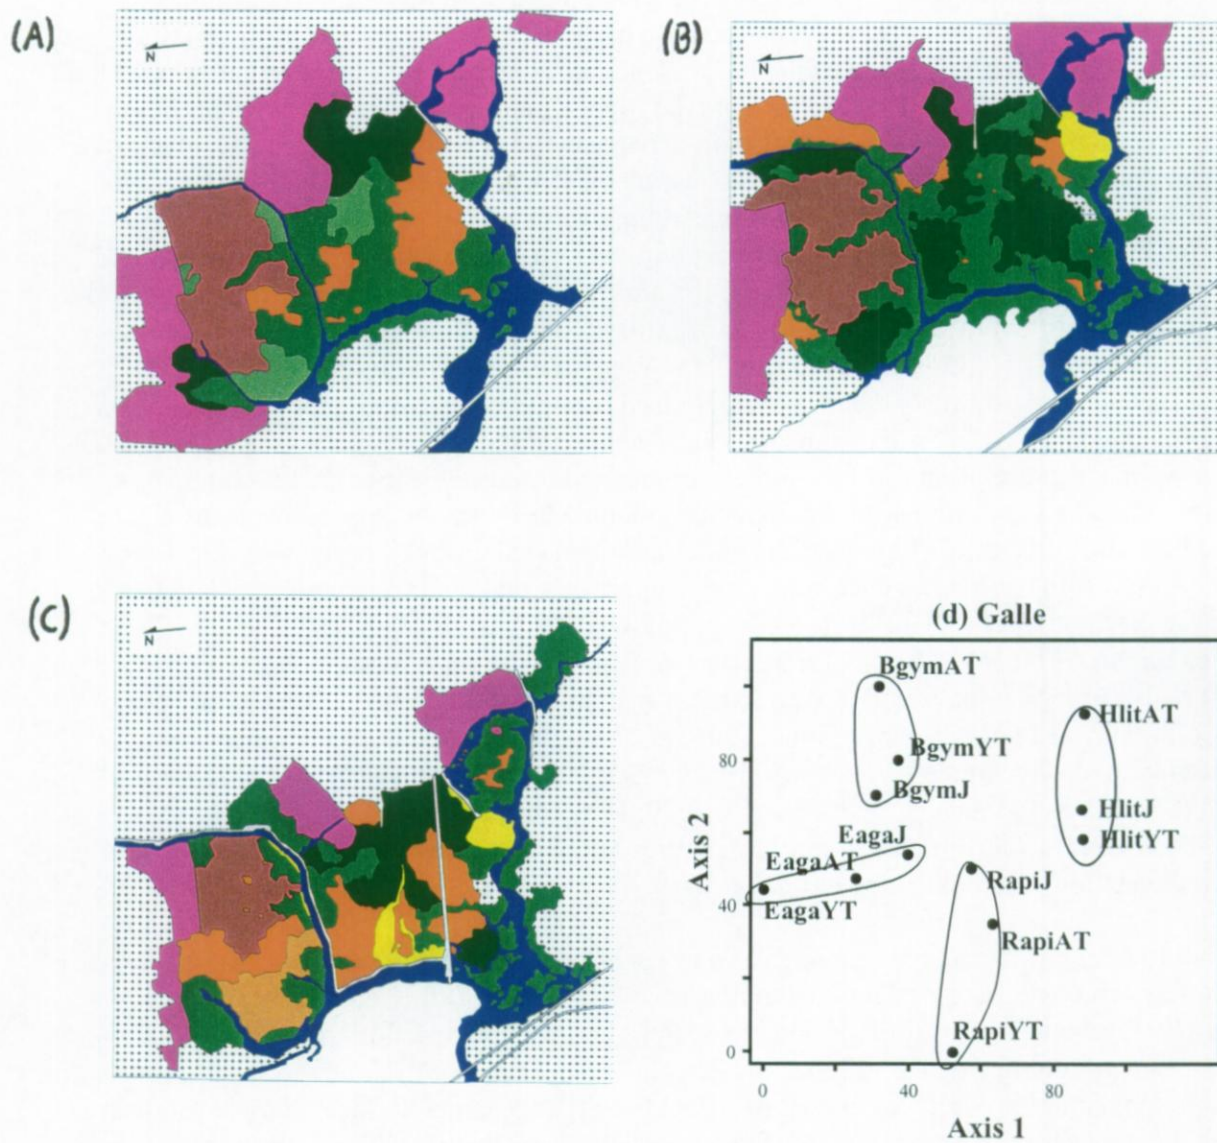 (A)
N
(B)
N
(C)
N
(d) Galle
BgymAT
BgymYT
BgymJ
HlitAT
HlitJ
HlitYT
EagaJ
EagaAT
EagaYT
RapiJ
RapiAT
RapiYT
Axis 2
80
40
0
0
40
80
Axis 1